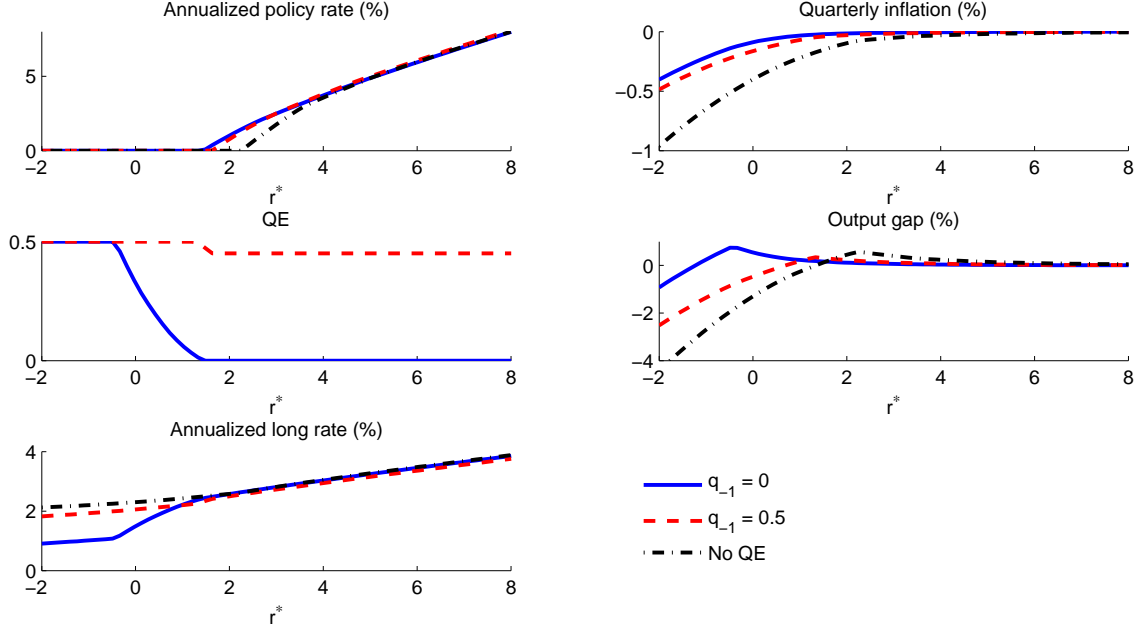 Annualized policy rate (%)
5
0
−2 0 2 4 6 8
r*
Quarterly inflation (%)
0
−0.5
−1
−2 0 2 4 6 8
r*
QE
0.5
0
−2 0 2 4 6 8
r*
Output gap (%)
0
−2
−4
−2 0 2 4 6 8
r*
Annualized long rate (%)
4
2
0
−2 0 2 4 6 8
r*
q−1 = 0
q−1 = 0.5
No QE